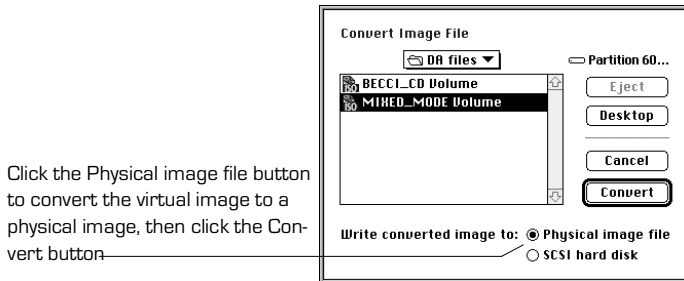 Convert Image File
DA files
Partition 60...
BECCI_CD Volume
MIXED_MODE Volume
Eject
Desktop
Cancel
Convert
Click the Physical image file button
to convert the virtual image to a
physical image, then click the Con-
vert button
Write converted image to:
Physical image file
SCSI hard disk
ISO
ISO